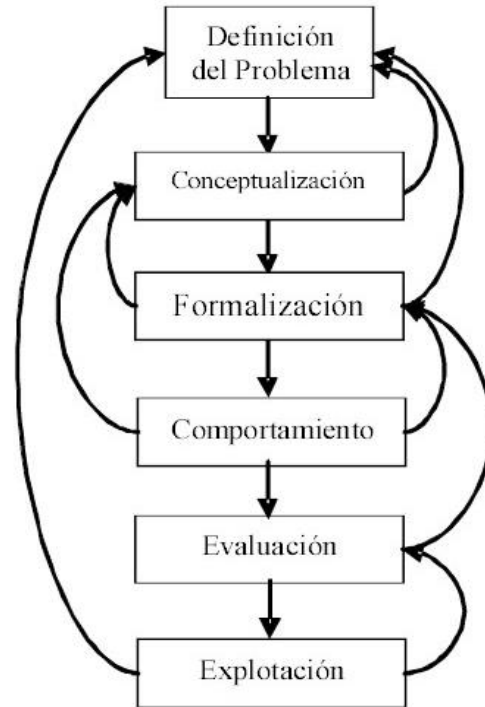 Definición
del Problema
Conceptualización
Formalización
Comportamiento
Evaluación
Explotación